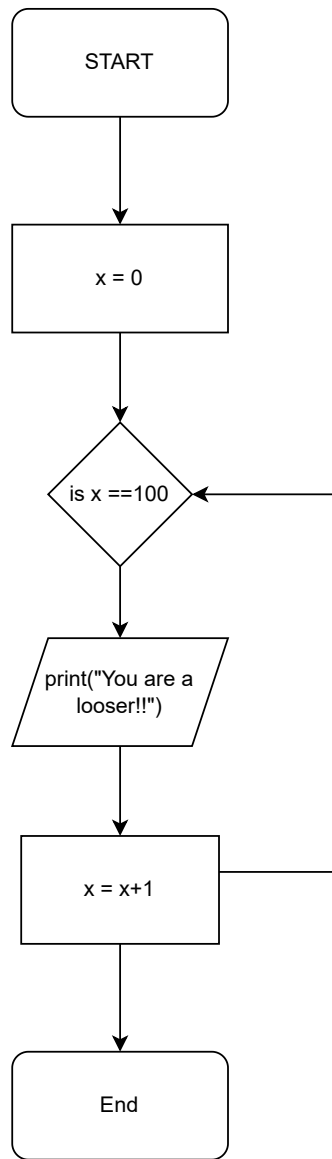 START
x = 0
is x ==100
print("You are a
looser!!")
x = x+1
End